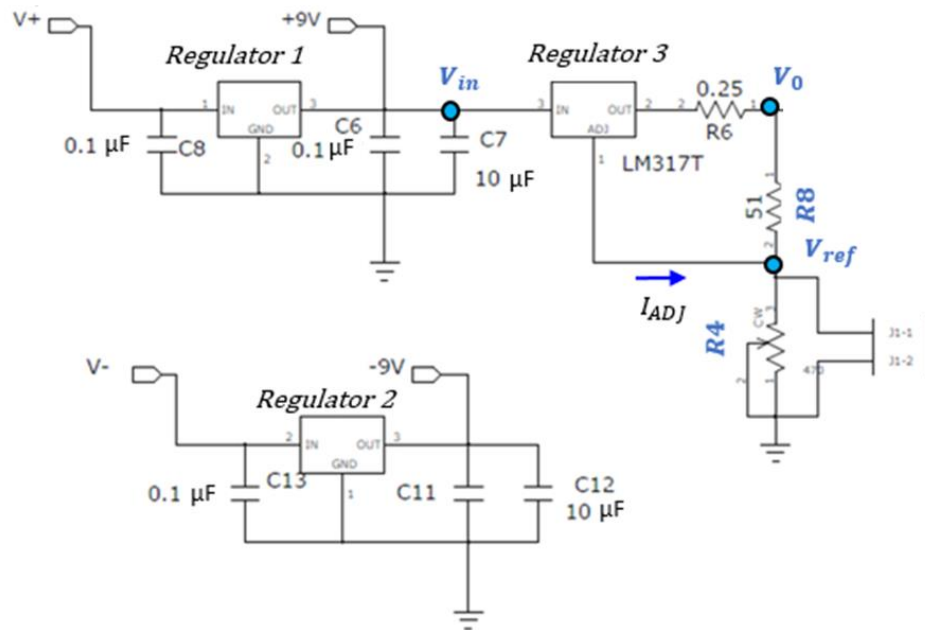 V+
+9V
Regulator 1
Regulator 3
V_in
V_0
1 IN OUT 3
GND
2
0.1 μF
C8
C6
0.1 μF
C7
10 μF
3 IN OUT 2
ADJ
1
LM317T
2 0.25 1
R6
1
51
R8
2
V_ref
I_ADJ
R4
CW
3
2
1
470
J1-1
J1-2
V-
-9V
Regulator 2
2 IN OUT 3
GND
1
0.1 μF
C13
C11
C12
10 μF